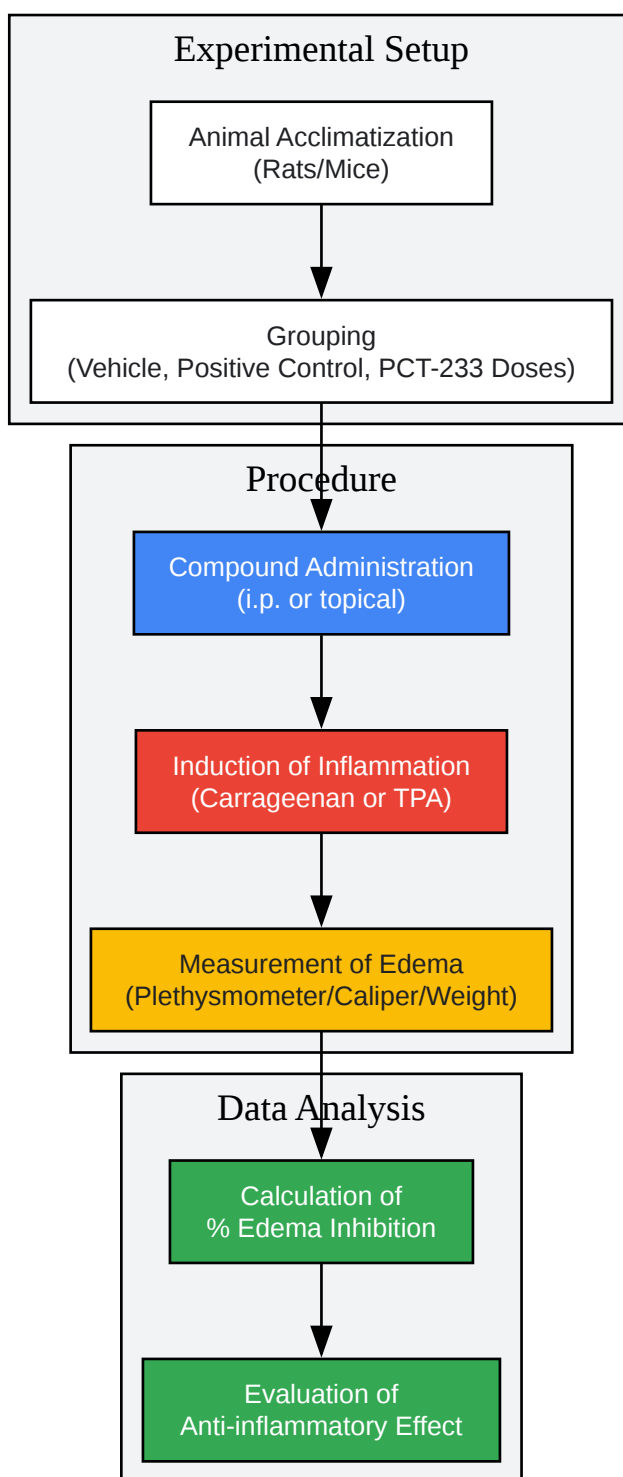 Experimental Setup
Animal Acclimatization
(Rats/Mice)
Grouping
(Vehicle, Positive Control, PCT-233 Doses)
Procedure
Compound Administration
(i.p. or topical)
Induction of Inflammation
(Carrageenan or TPA)
Measurement of Edema
(Plethysmometer/Caliper/Weight)
Data Analysis
Calculation of
% Edema Inhibition
Evaluation of
Anti-inflammatory Effect